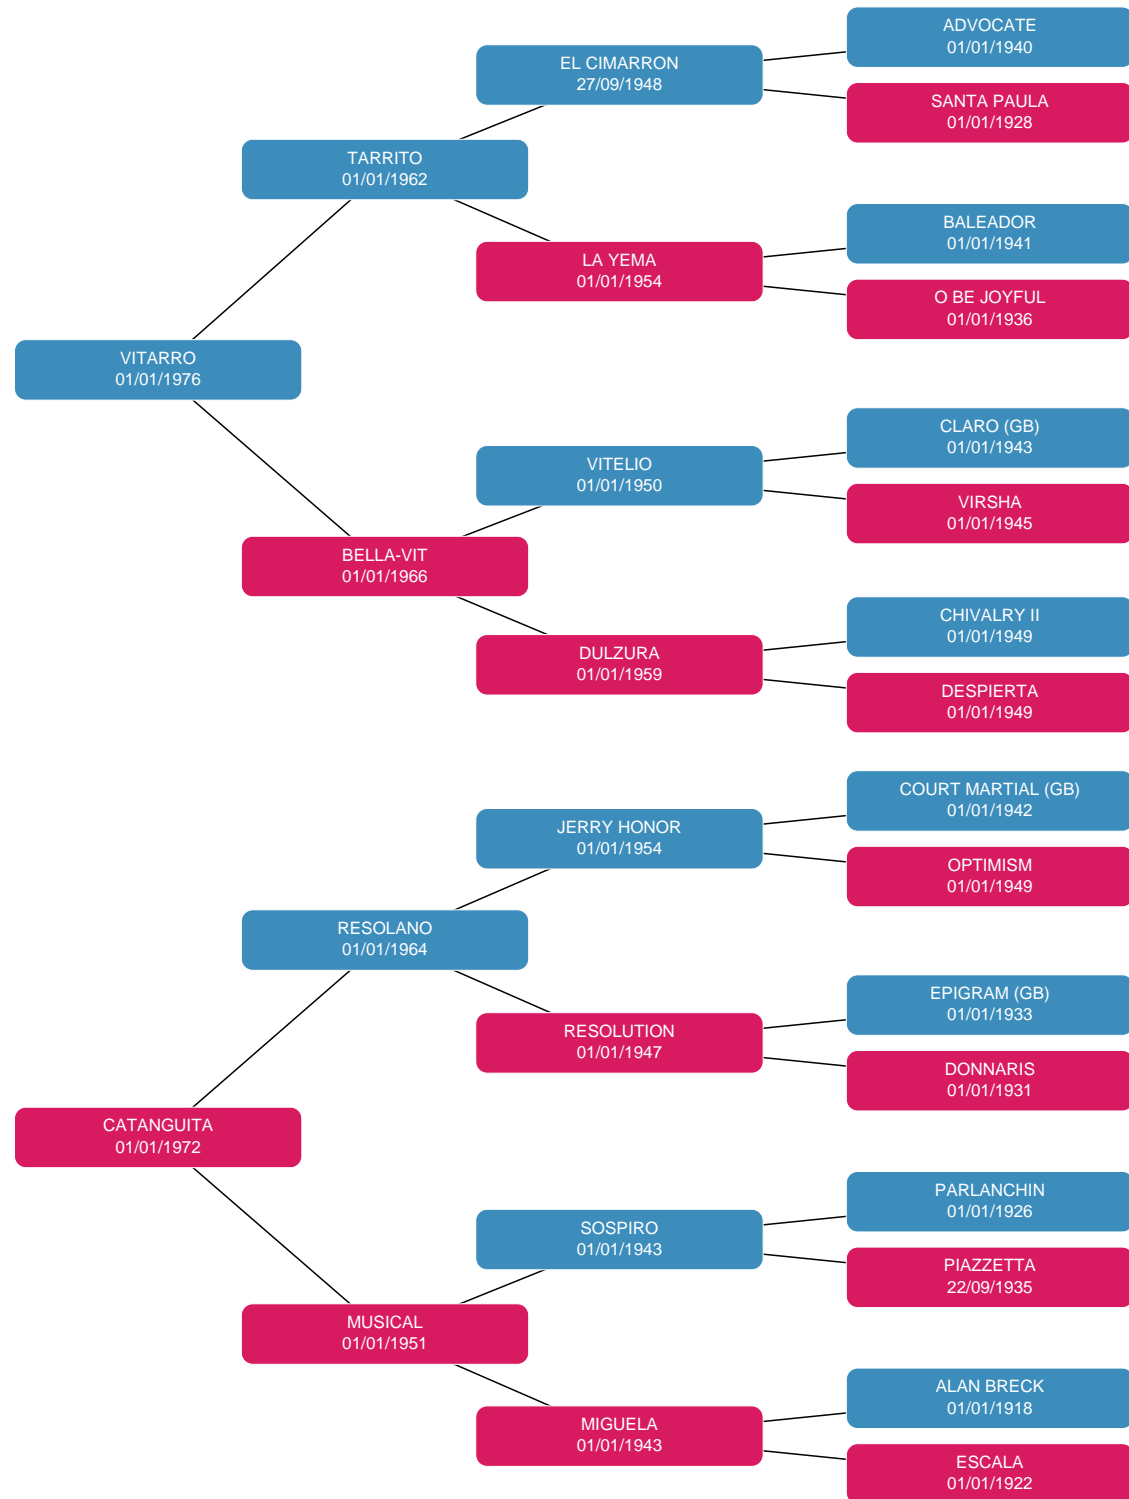 ADVOCATE
01/01/1940
EL CIMARRON
27/09/1948
SANTA PAULA
01/01/1928
TARRITO
01/01/1962
BALEADOR
01/01/1941
LA YEMA
01/01/1954
O BE JOYFUL
01/01/1936
VITARRO
01/01/1976
CLARO (GB)
01/01/1943
VITELIO
01/01/1950
VIRSHA
01/01/1945
BELLA-VIT
01/01/1966
CHIVALRY II
01/01/1949
DULZURA
01/01/1959
DESPIERTA
01/01/1949
COURT MARTIAL (GB)
01/01/1942
JERRY HONOR
01/01/1954
OPTIMISM
01/01/1949
RESOLANO
01/01/1964
EPIGRAM (GB)
01/01/1933
RESOLUTION
01/01/1947
DONNARIS
01/01/1931
CATANGUITA
01/01/1972
PARLANCHIN
01/01/1926
SOSPIRO
01/01/1943
PIAZZETTA
22/09/1935
MUSICAL
01/01/1951
ALAN BRECK
01/01/1918
MIGUELA
01/01/1943
ESCALA
01/01/1922